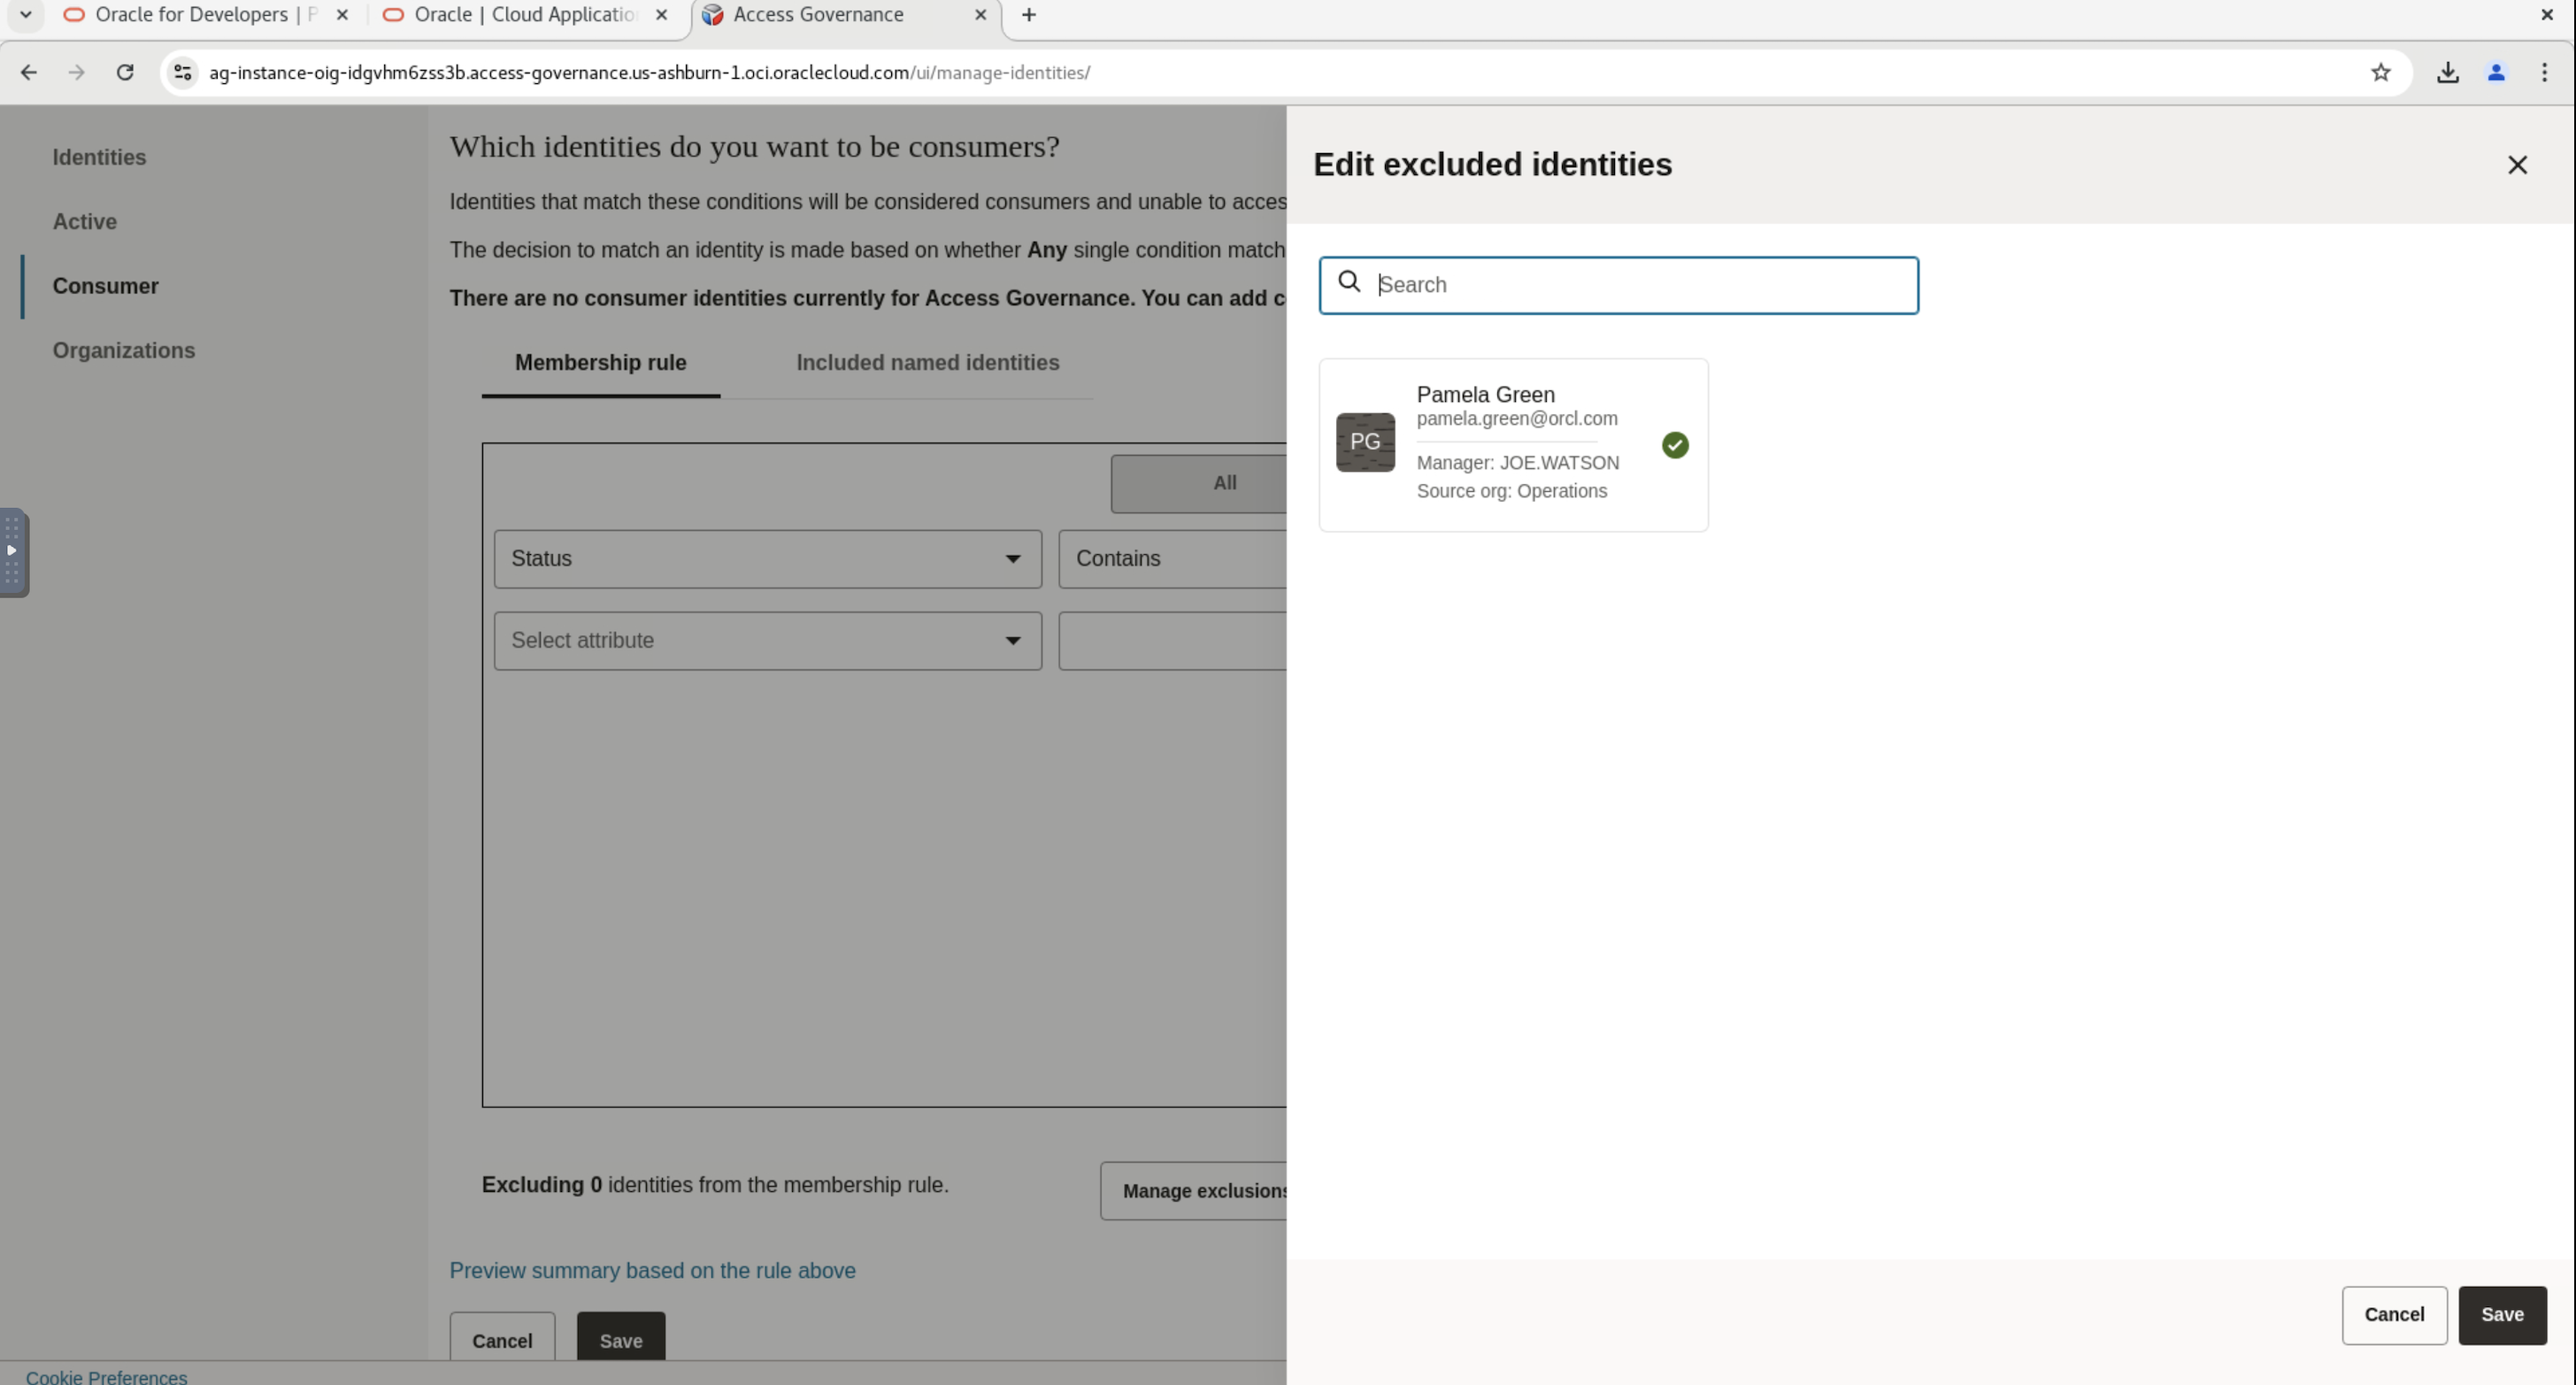 Oracle for Developers | P
Oracle | Cloud Applicatio
Access Governance
ag-instance-oig-idgvhm6zss3b.access-governance.us-ashburn-1.oci.oraclecloud.com/ui/manage-identities/
Identities
Active
Consumer
Organizations
Which identities do you want to be consumers?
Identities that match these conditions will be considered consumers and unable to acces
The decision to match an identity is made based on whether Any single condition match
There are no consumer identities currently for Access Governance. You can add c
Membership rule
Included named identities
All
Status
Contains
Select attribute
Excluding 0 identities from the membership rule.
Manage exclusions
Preview summary based on the rule above
Cancel
Save
Cookie Preferences
Edit excluded identities
Search
PG
Pamela Green
pamela.green@orcl.com
Manager: JOE.WATSON
Source org: Operations
Cancel
Save